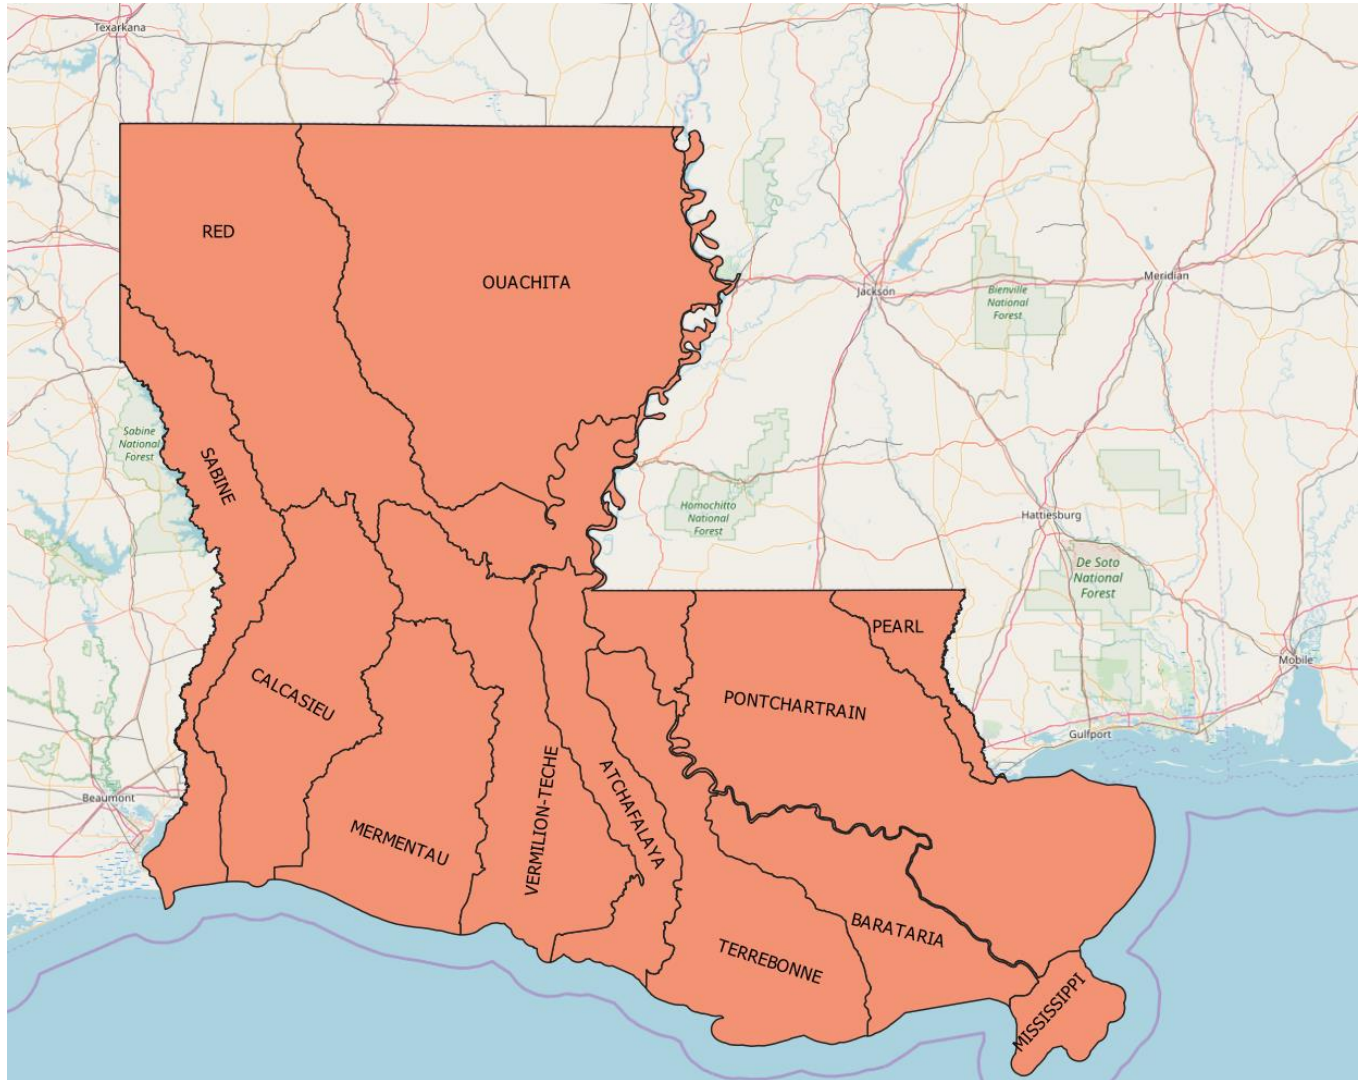 Texarkana
RED
OUACHITA
Jackson
Meridian
Bienville
National
Forest
Sabine
National
Forest
SABINE
Homochitto
National
Forest
Hattiesburg
De Soto
National
Forest
PEARL
Mobile
CALCASIEU
PONTCHARTRAIN
Gulfport
Beaumont
MERMENTAU
VERMILION-TECHE
ATCHAFALAYA
BARATARIA
TERREBONNE
MISSISSIPPI